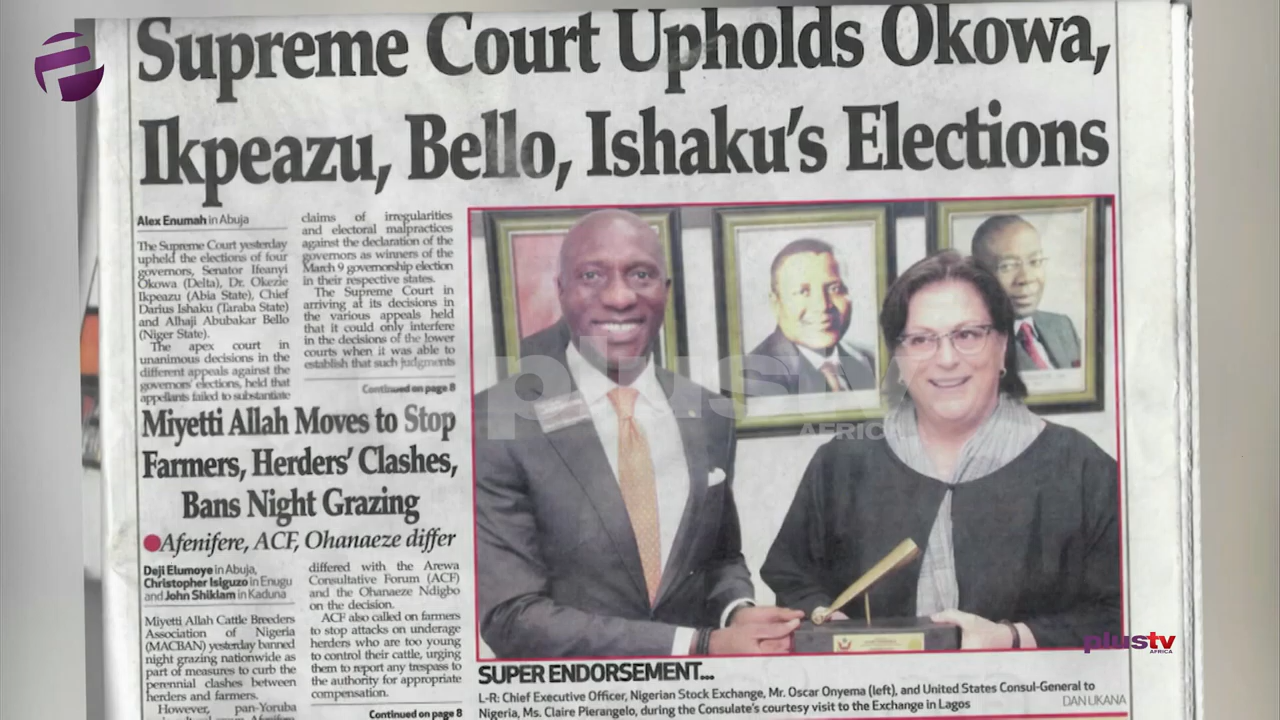 Supreme Court Upholds Okowa,
Ikpeazu, Bello, Ishaku's Elections
Alex Enumah in Abuja
The Supreme Court yesterday
upheld the elections of four
governors, Senator Ifeanyi
Okowa (Delta), Dr. Okezie
Ikpeazu (Abia State), Chief
Darius Ishaku (Taraba State)
and Alhaji Abubakar Bello
(Niger State).
The apex court in
unanimous decisions in the
different appeals against the
governors' elections, held that
appellants failed to substantiate
claims of irregularities
and electoral malpractices
against the declaration of the
governors as winners of the
March 9 governorship election
in their respective states.
The Supreme Court in
arriving at its decisions in
the various appeals held
that it could only interfere
in the decisions of the lower
courts when it was able to
establish that such judgments
Continued on page 8
Miyetti Allah Moves to Stop
Farmers, Herders' Clashes,
Bans Night Grazing
Afenifere, ACF, Ohanaeze differ
Deji Elumoye in Abuja,
Christopher Isiguzo in Enugu
and John Shiklam in Kaduna
Miyetti Allah Cattle Breeders
Association of Nigeria
(MACBAN) yesterday banned
night grazing nationwide as
part of measures to curb the
perennial clashes between
herders and farmers.
However, pan-Yoruba
differed with the Arewa
Consultative Forum (ACF)
and the Ohanaeze Ndigbo
on the decision.
ACF also called on farmers
to stop attacks on underage
herders who are too young
to control their cattle, urging
them to report any trespass to
the authority for appropriate
compensation.
Continued on page 8
plustv
AFRICA
SUPER ENDORSEMENT...
L-R: Chief Executive Officer, Nigerian Stock Exchange, Mr. Oscar Onyema (left), and United States Consul-General to
Nigeria, Ms. Claire Pierangelo, during the Consulate's courtesy visit to the Exchange in Lagos
DAN UKANA
plustv
AFRICA